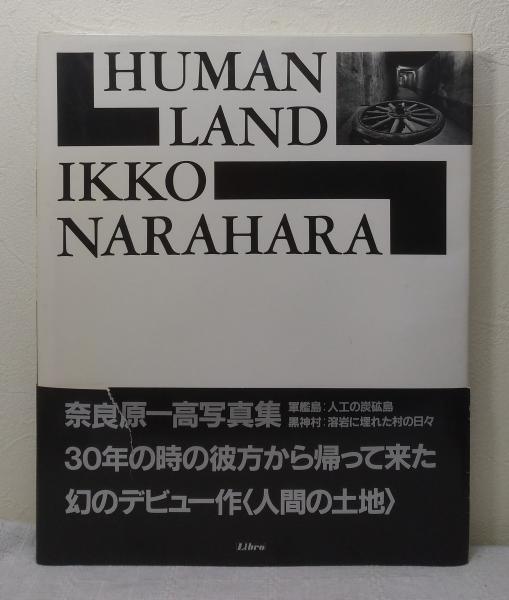 HUMAN
LAND
IKKO
NARAHARA
奈良原一高写真集
軍艦島:人工の炭砿島
黒神村:溶岩に埋れた村の日々
30年の時の彼方から帰って来た
幻のデビュー作〈人間の土地〉
Libro